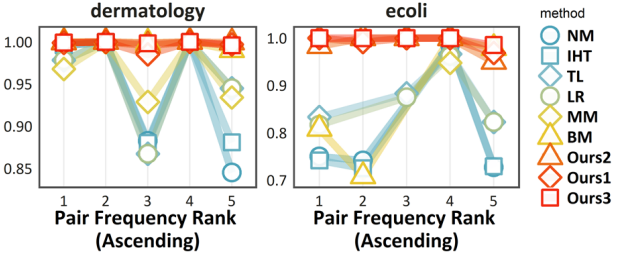 dermatology
1.00
0.95
0.90
0.85
1 2 3 4 5
Pair Frequency Rank
(Ascending)
ecoli
1.0
0.9
0.8
0.7
1 2 3 4 5
Pair Frequency Rank
(Ascending)
method
NM
IHT
TL
LR
MM
BM
Ours2
Ours1
Ours3